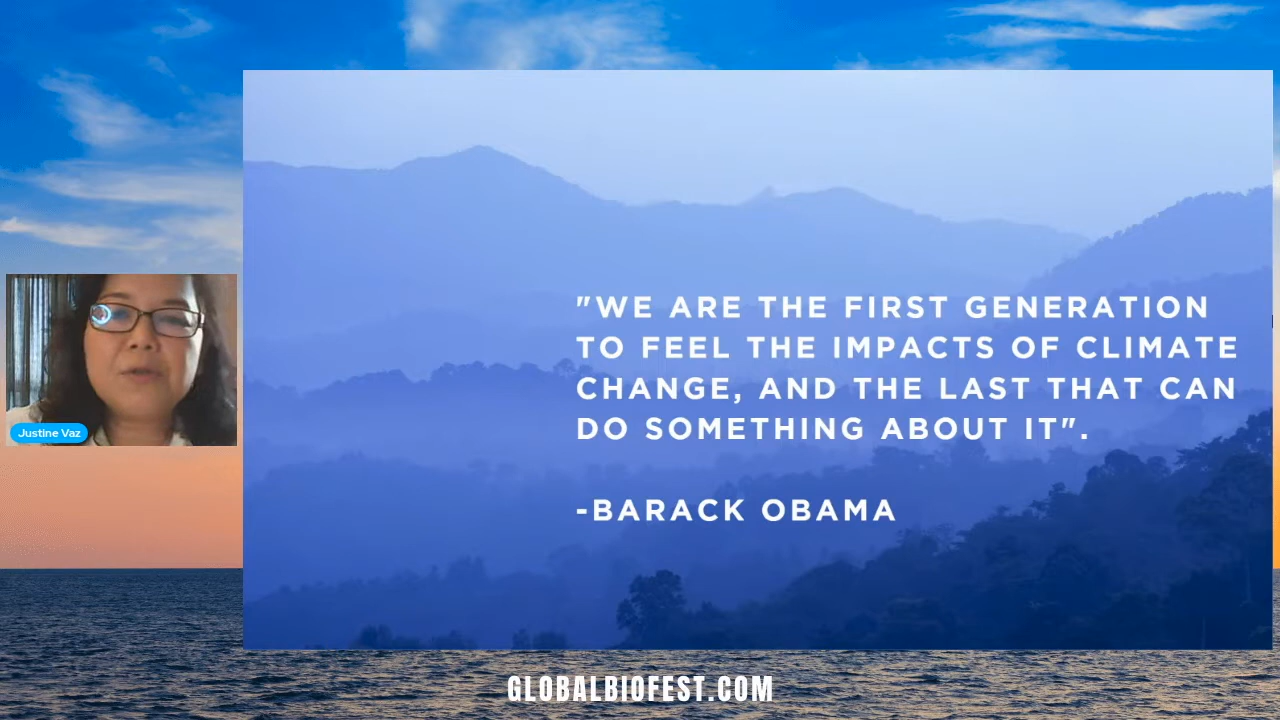 "WE ARE THE FIRST GENERATION
TO FEEL THE IMPACTS OF CLIMATE
CHANGE, AND THE LAST THAT CAN
DO SOMETHING ABOUT IT".
-BARACK OBAMA
Justine Vaz
GLOBALBIOFEST.COM